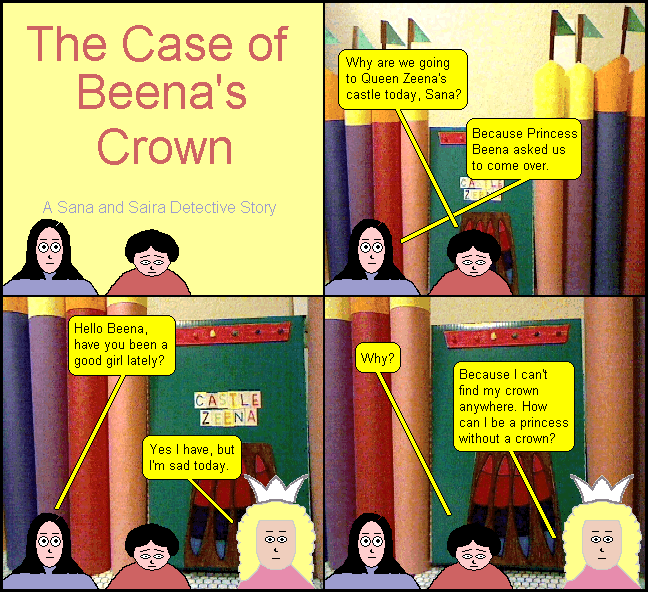 The Case of
Beena's
Crown
A Sana and Saira Detective Story
Why are we going
to Queen Zeena's
castle today, Sana?
Because Princess
Beena asked us
to come over.
CASTLE
ZEENA
Hello Beena,
have you been a
good girl lately?
Yes I have, but
I'm sad today.
CASTLE
ZEENA
Why?
Because I can't
find my crown
anywhere. How
can I be a princess
without a crown?